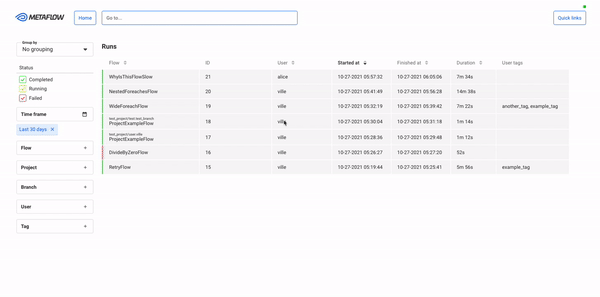 METAFLOW
Home
Go to...
Quick links
Group by
No grouping
Status
Completed
Running
Failed
Time frame
Last 30 days ×
Flow +
Project +
Branch +
User +
Tag +
Runs
Flow ID User Started at Finished at Duration User tags
WhyIsThisFlowSlow 21 alice 10-27-2021 05:57:32 10-27-2021 06:05:06 7m 34s
NestedForeachesFlow 20 ville 10-27-2021 05:41:49 10-27-2021 05:56:28 14m 38s
WideForeachFlow 19 ville 10-27-2021 05:32:19 10-27-2021 05:39:42 7m 22s another_tag, example_tag
test_project/test.test_branch
ProjectExampleFlow 18 ville 10-27-2021 05:30:04 10-27-2021 05:31:18 1m 14s
test_project/user.ville
ProjectExampleFlow 17 ville 10-27-2021 05:28:36 10-27-2021 05:29:48 1m 12s
DivideByZeroFlow 16 ville 10-27-2021 05:26:27 10-27-2021 05:27:20 52s
RetryFlow 15 ville 10-27-2021 05:19:44 10-27-2021 05:25:41 5m 56s example_tag